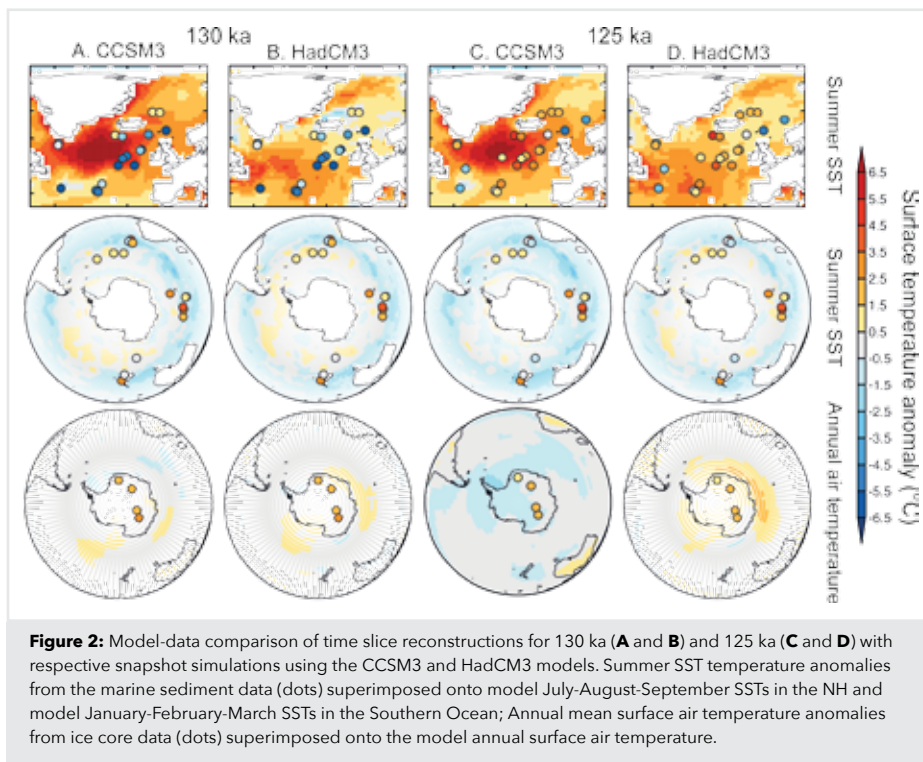 130 ka
125 ka
A. CCSM3
B. HadCM3
C. CCSM3
D. HadCM3
Summer SST
Summer SST
Annual air temperature
6.5
5.5
4.5
3.5
2.5
1.5
0.5
-0.5
-1.5
-2.5
-3.5
-4.5
-5.5
-6.5
Surface temperature anomaly (°C)
Figure 2: Model-data comparison of time slice reconstructions for 130 ka (A and B) and 125 ka (C and D) with
respective snapshot simulations using the CCSM3 and HadCM3 models. Summer SST temperature anomalies
from the marine sediment data (dots) superimposed onto model July-August-September SSTs in the NH and
model January-February-March SSTs in the Southern Ocean; Annual mean surface air temperature anomalies
from ice core data (dots) superimposed onto the model annual surface air temperature.